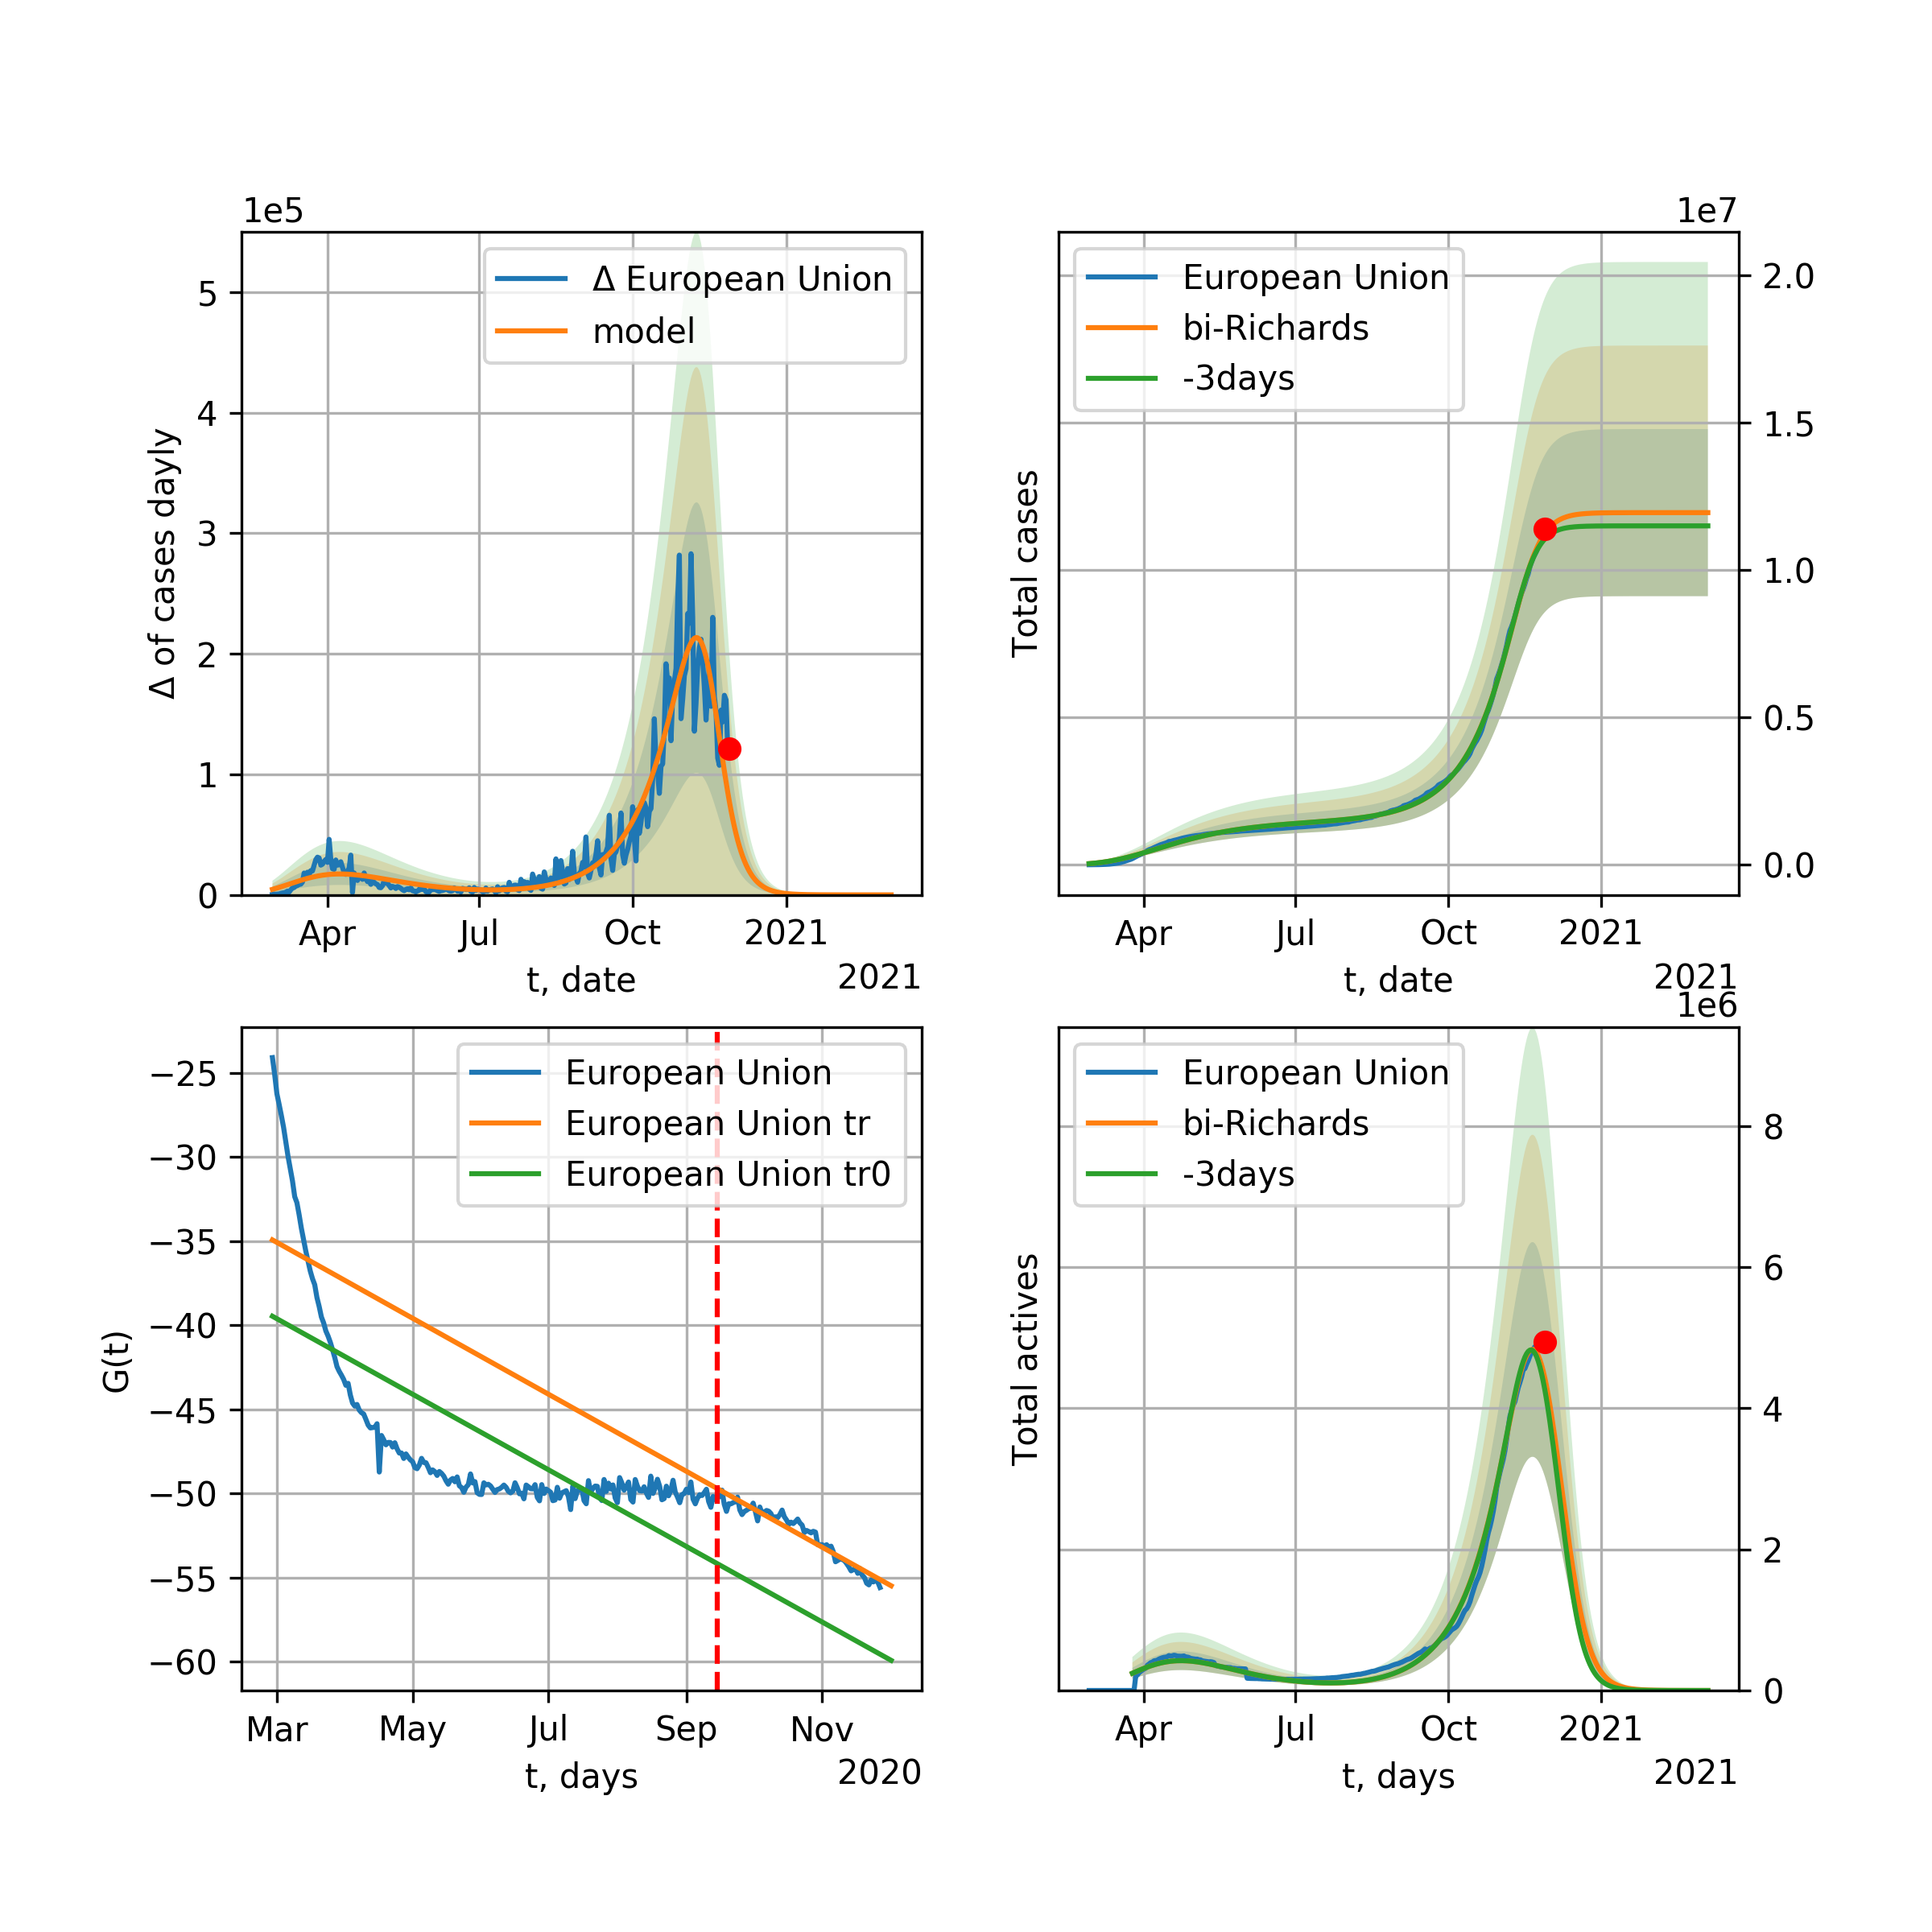 1e5
Δ European Union
model
5
4
3
2
1
0
Δ of cases dayly
Apr
Jul
Oct
2021
t, date
2021
1e7
European Union
bi-Richards
-3days
2.0
1.5
1.0
0.5
0.0
Total cases
Apr
Jul
Oct
2021
t, date
2021
European Union
European Union tr
European Union tr0
−25
−30
−35
−40
−45
−50
−55
−60
G(t)
Mar
May
Jul
Sep
Nov
t, days
2020
1e6
European Union
bi-Richards
-3days
8
6
4
2
0
Total actives
Apr
Jul
Oct
2021
t, days
2021